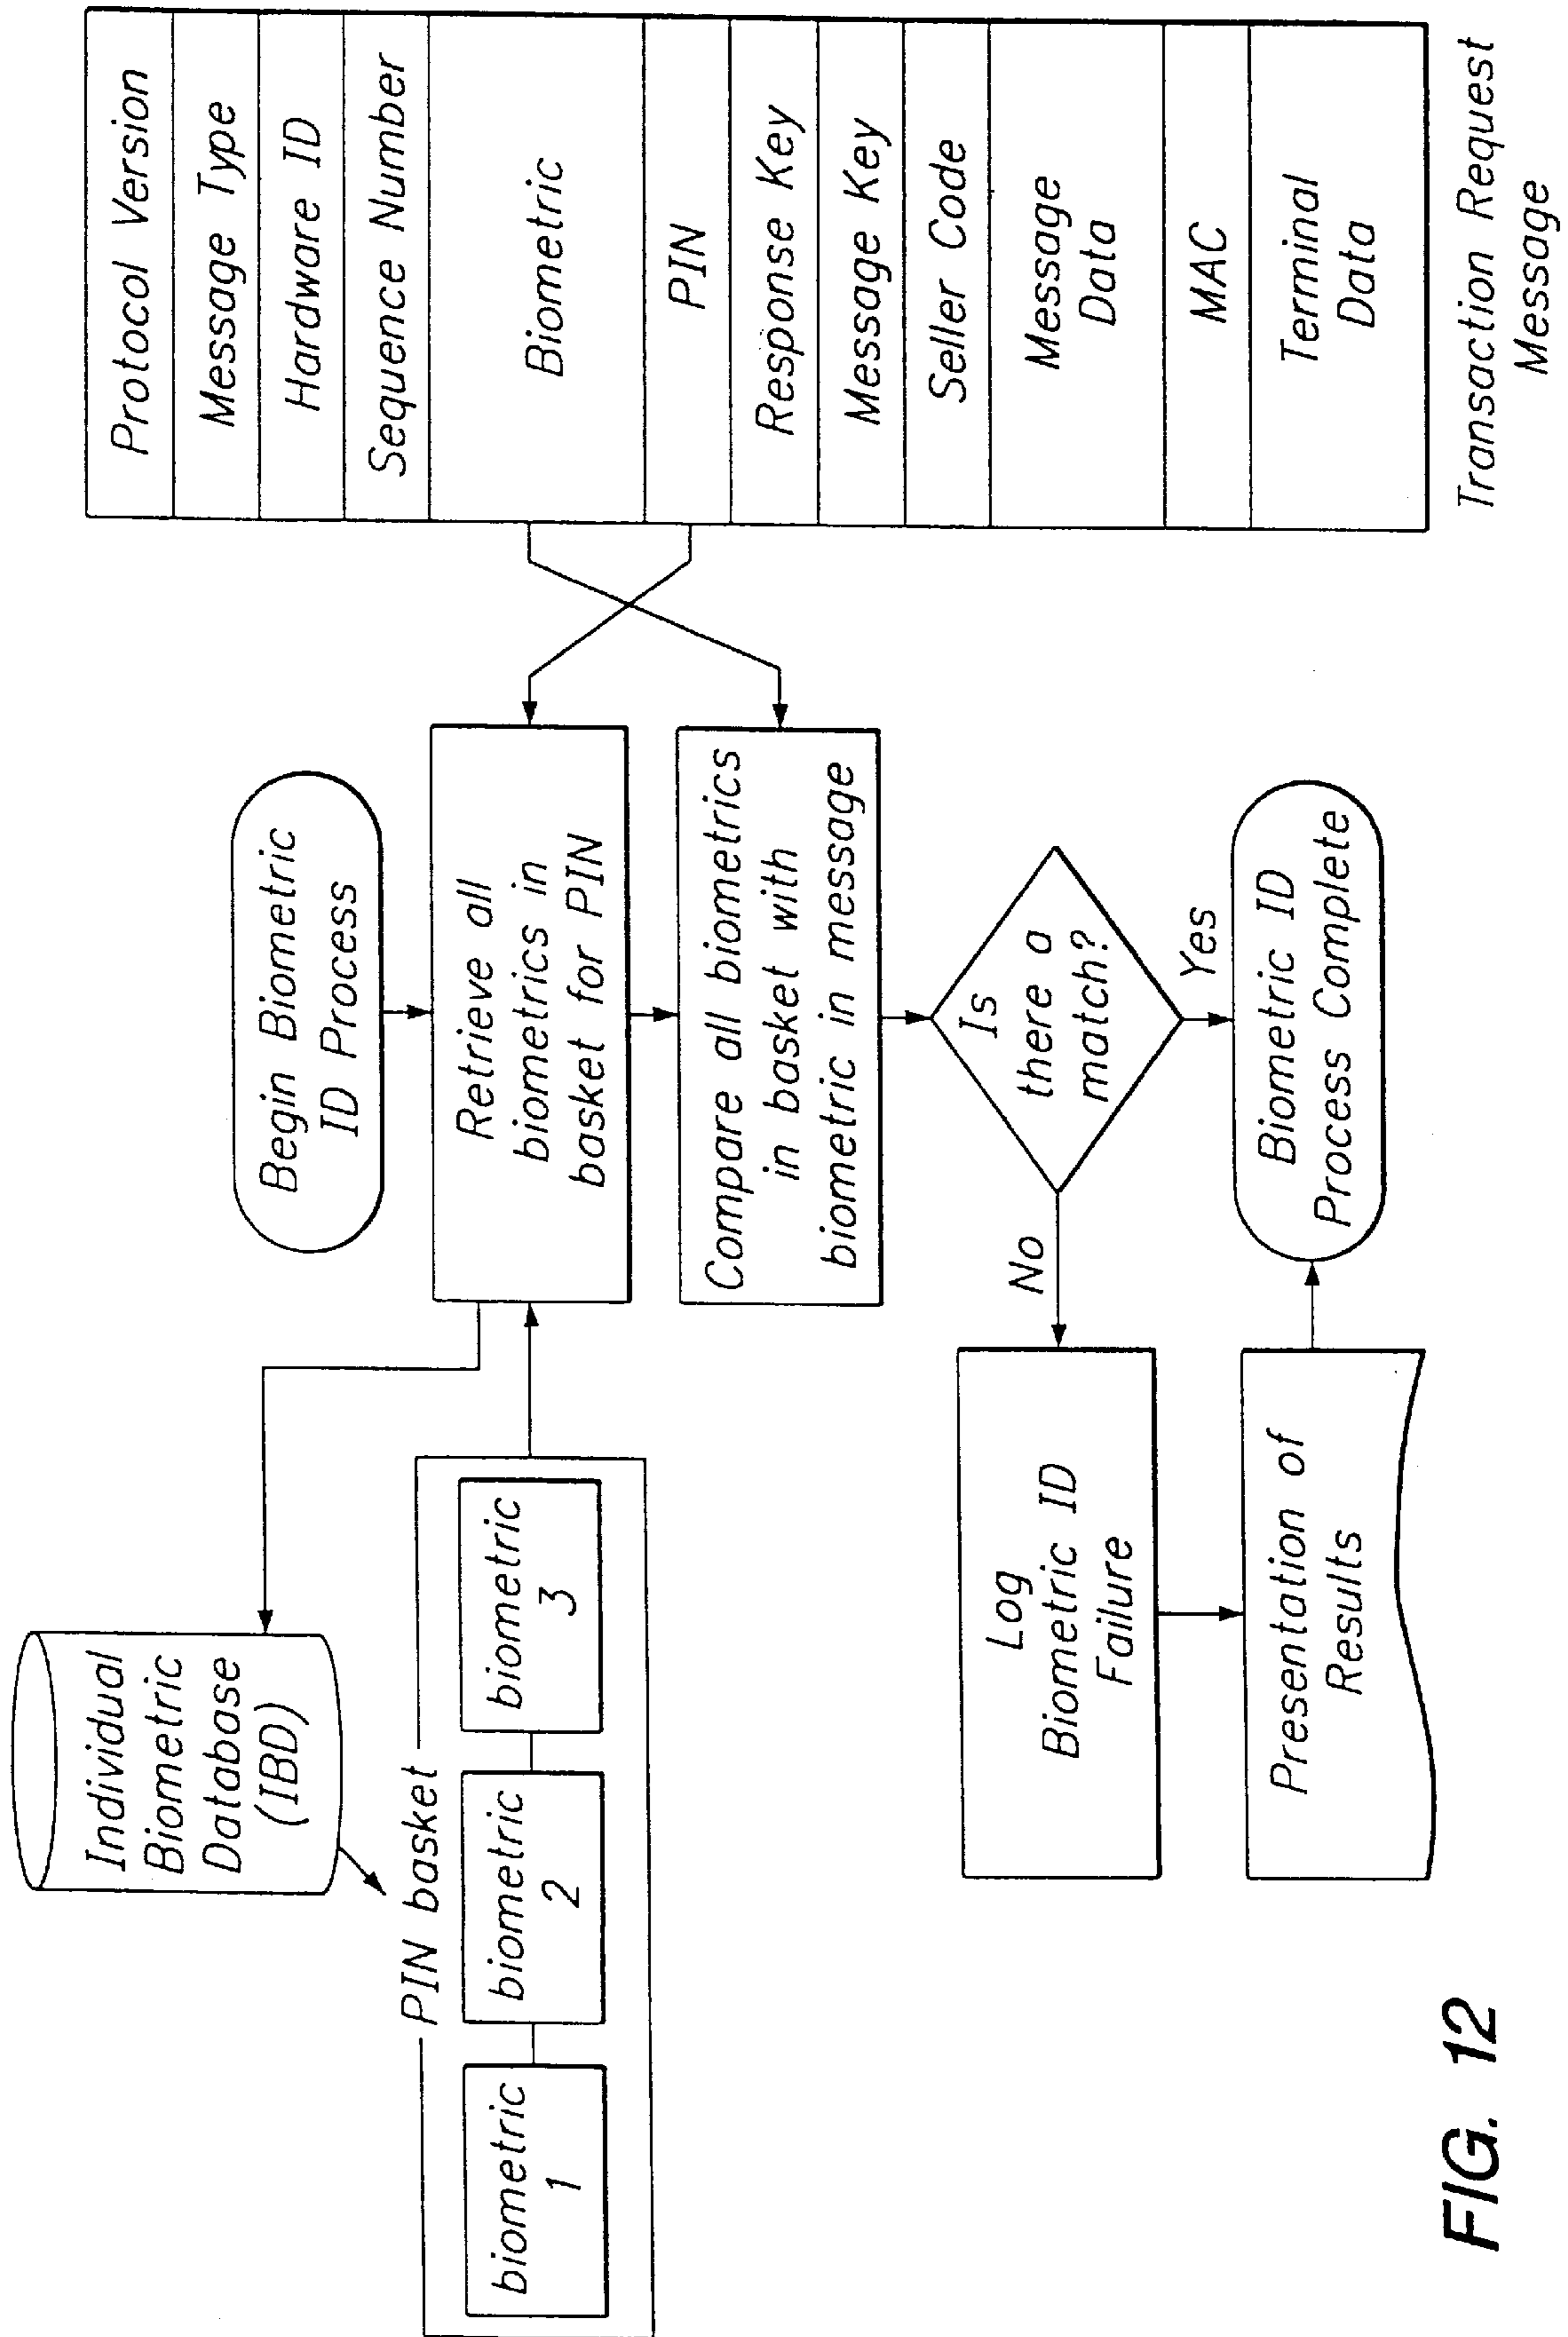 Individual
Biometric
Database
(IBD)
PIN basket
biometric
1
biometric
2
biometric
3
Begin Biometric
ID Process
Retrieve all
biometrics in
basket for PIN
Compare all biometrics
in basket with
biometric in message
Is
there a
match?
No
Yes
Log
Biometric ID
Failure
Presentation of
Results
Biometric ID
Process Complete
Protocol Version
Message Type
Hardware ID
Sequence Number
Biometric
PIN
Response Key
Message Key
Seller Code
Message
Data
MAC
Terminal
Data
Transaction Request
Message
FIG. 12